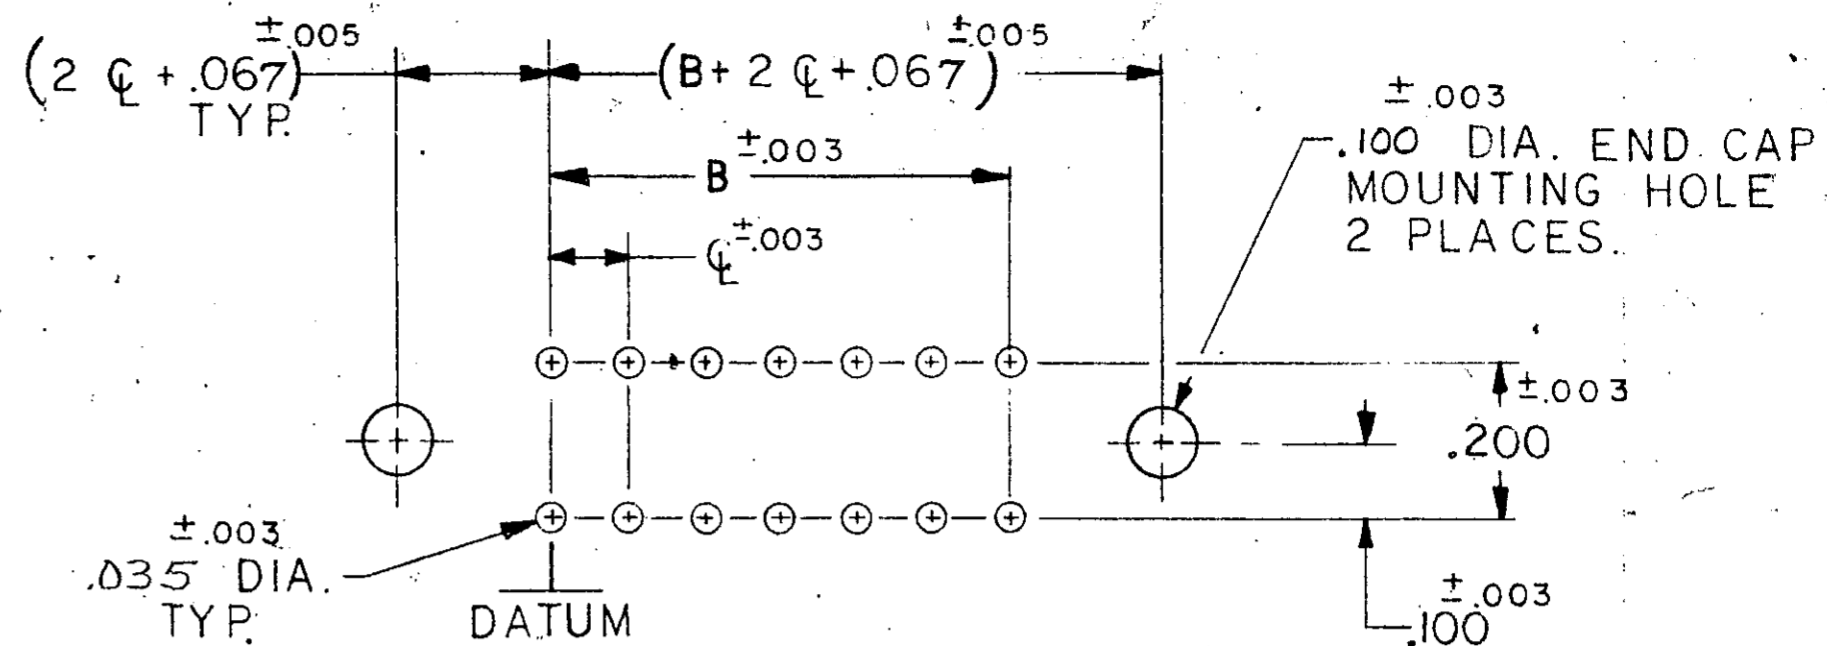 ±.005
(2 ℄ + .067)
TYP.
±.005
(B+ 2 ℄ + .067)
±.003
B
±.003
℄
±.003
.100 DIA. END CAP
MOUNTING HOLE
2 PLACES.
±.003
.200
±.003
.035 DIA.
TYP.
DATUM
±.003
.100